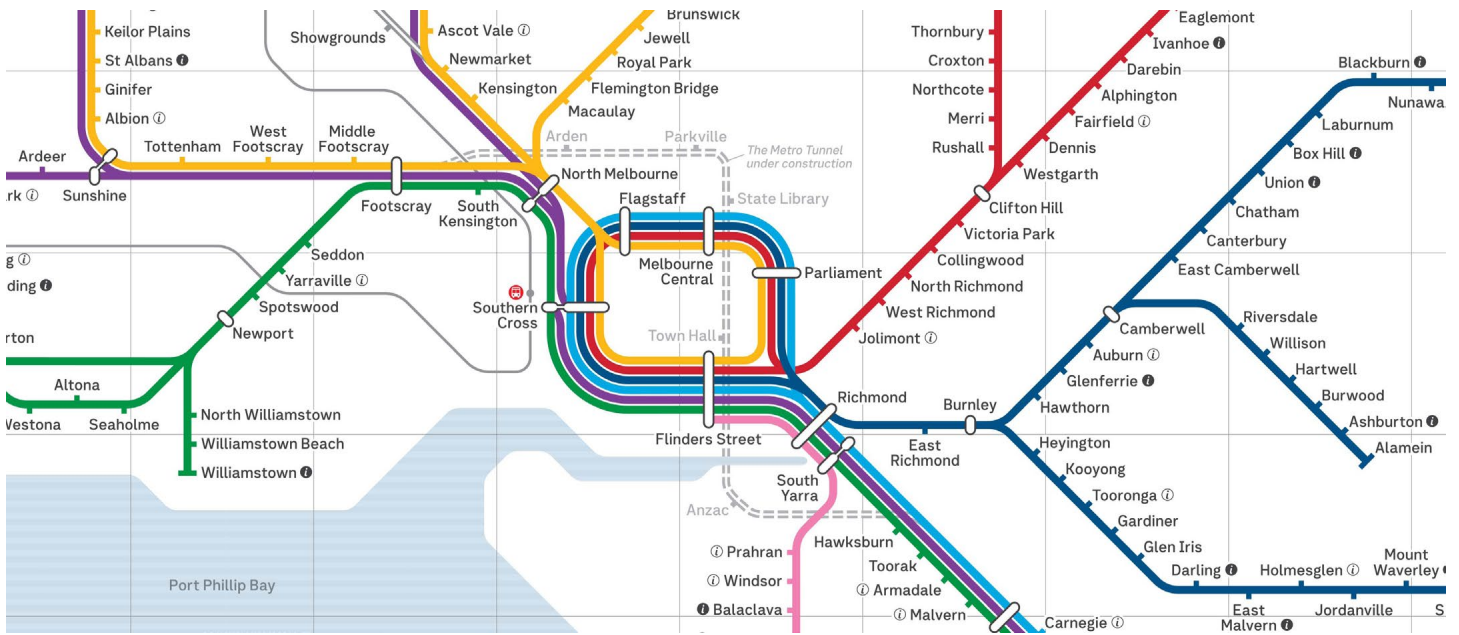 Keilor Plains
St Albans
Ginifer
Albion
Showgrounds
Ascot Vale
Newmarket
Kensington
Brunswick
Jewell
Royal Park
Flemington Bridge
Macaulay
Thornbury
Croxton
Northcote
Merri
Rushall
Eaglemont
Ivanhoe
Darebin
Alphington
Fairfield
Dennis
Westgarth
Clifton Hill
Victoria Park
Collingwood
North Richmond
West Richmond
Jolimont
Blackburn
Nunawa
Laburnum
Box Hill
Union
Chatham
Canterbury
East Camberwell
Camberwell
Ardeer
rk
Sunshine
Tottenham
West
Footscray
Middle
Footscray
Footscray
South
Kensington
North Melbourne
Arden
Parkville
The Metro Tunnel
under construction
State Library
Flagstaff
Melbourne
Central
Parliament
Southern
Cross
Town Hall
Flinders Street
Seddon
Yarraville
Spotswood
Newport
g
ding
rton
Altona
Westona
Seaholme
North Williamstown
Williamstown Beach
Williamstown
Richmond
East
Richmond
Burnley
Hawthorn
Glenferrie
Auburn
Riversdale
Willison
Hartwell
Burwood
Ashburton
Alamein
Heyington
Kooyong
Tooronga
Gardiner
Glen Iris
Darling
East
Malvern
Holmesglen
Jordanville
Mount
Waverley
S
South
Yarra
Anzac
Prahran
Windsor
Balaclava
Hawksburn
Toorak
Armadale
Malvern
Carnegie
Port Phillip Bay